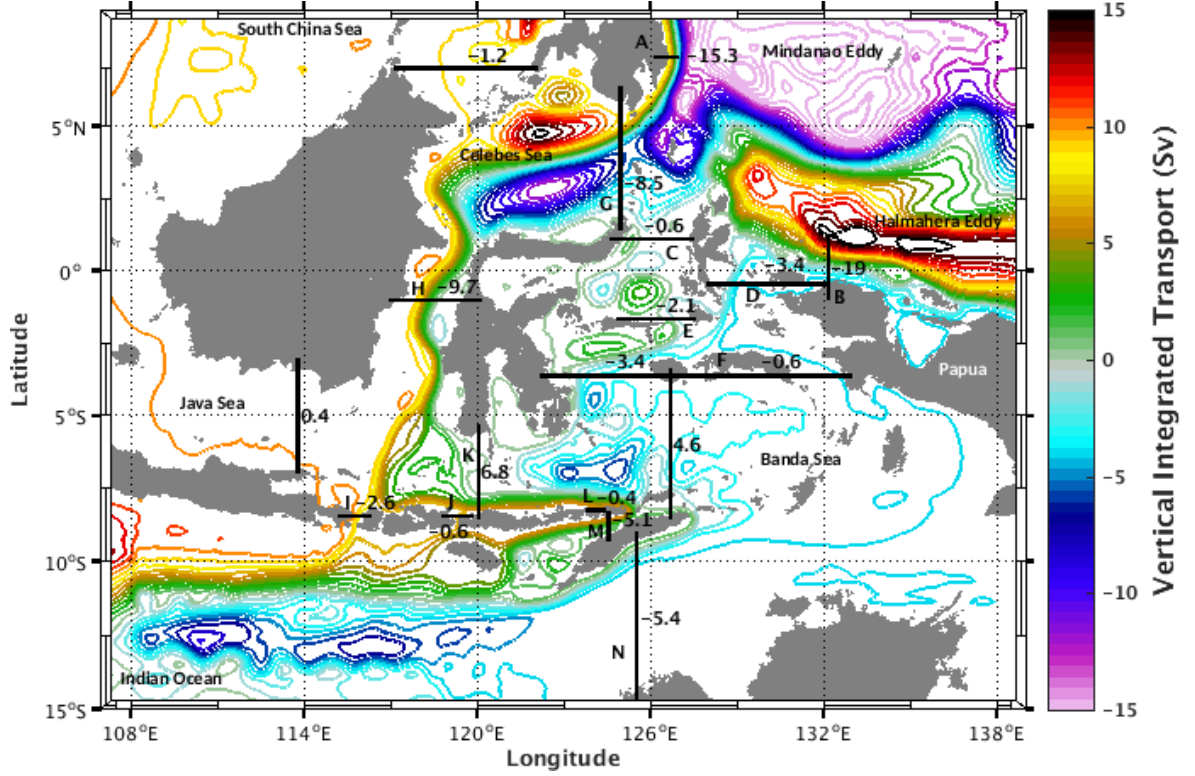 South China Sea
A
Mindanao Eddy
−1.2
−15.3
15
10
5
0
−5
−10
−15
Vertical Integrated Transport (Sv)
5°N
0°
5°S
10°S
15°S
Latitude
Celebes Sea
−8.5
G
−0.6
C
Halmahera Eddy
−3.4
−19
D
B
H
−9.7
−2.1
E
−3.4
F
−0.6
Papua
Java Sea
0.4
K
6.8
4.6
Banda Sea
I
−2.6
J
−0.6
L
−0.4
M
−5.1
−5.4
N
Indian Ocean
108°E
114°E
120°E
126°E
132°E
138°E
Longitude